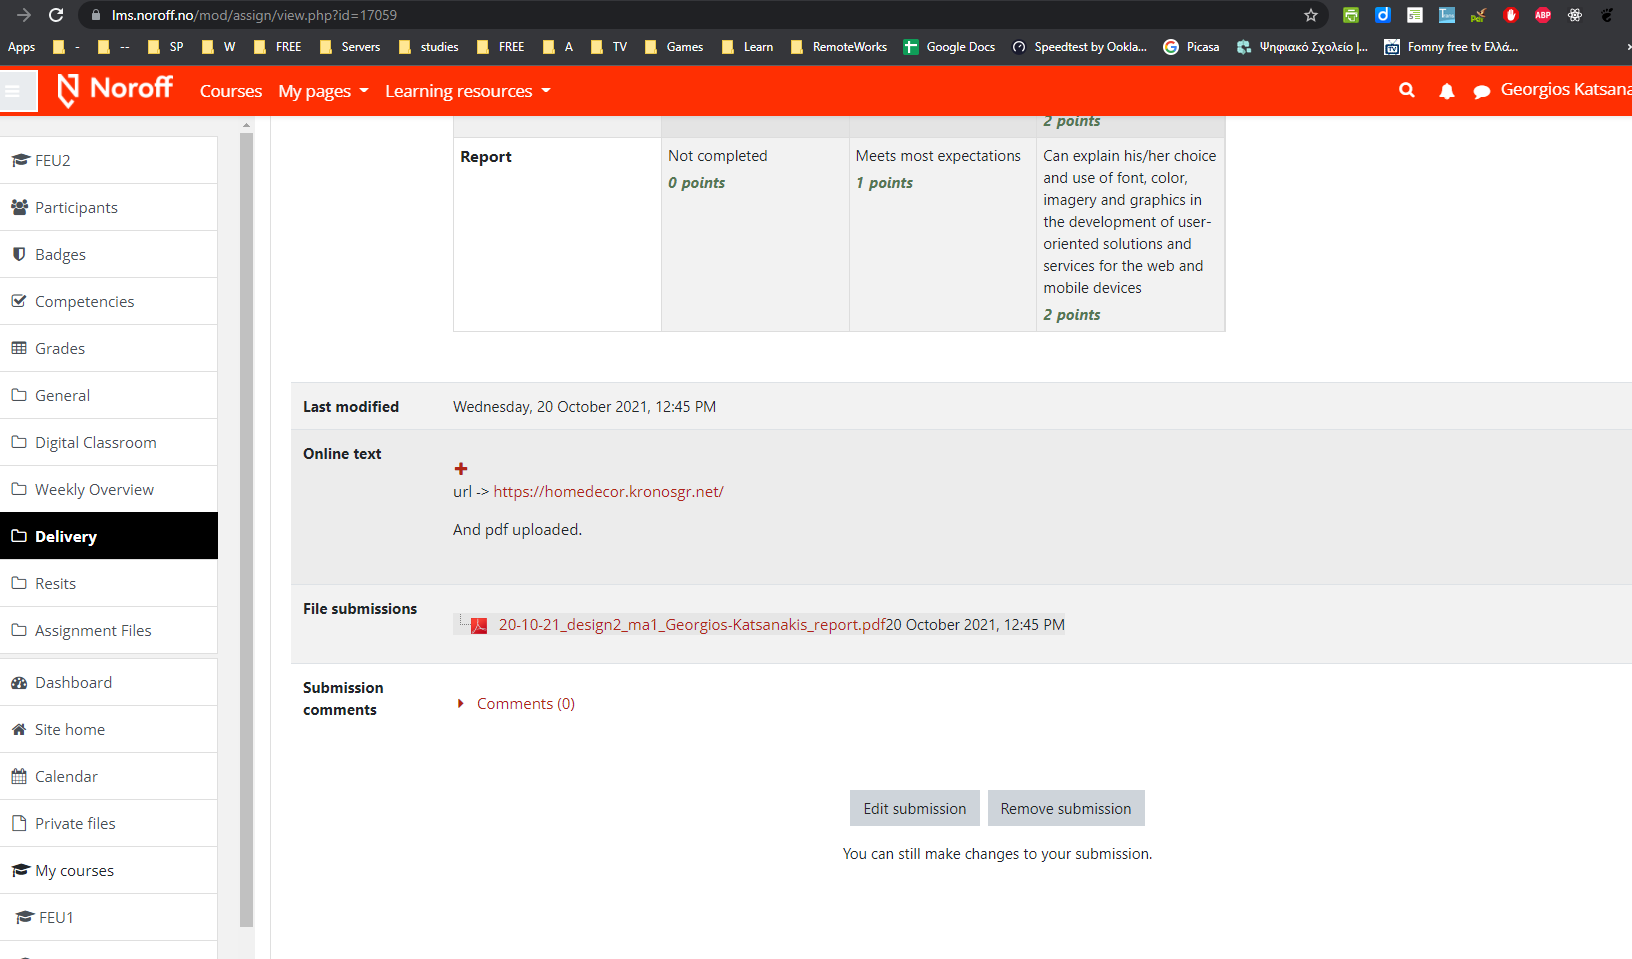 lms.noroff.no/mod/assign/view.php?id=17059
Apps - -- SP W FREE Servers studies FREE A TV Games Learn RemoteWorks Google Docs Speedtest by Ookla... Picasa Ψηφιακό Σχολείο |... Fomny free tv Ελλά...
Noroff Courses My pages Learning resources Georgios Katsana
FEU2
Participants
Badges
Competencies
Grades
General
Digital Classroom
Weekly Overview
Delivery
Resits
Assignment Files
Dashboard
Site home
Calendar
Private files
My courses
FEU1
2 points
Report
Not completed
0 points
Meets most expectations
1 points
Can explain his/her choice
and use of font, color,
imagery and graphics in
the development of user-
oriented solutions and
services for the web and
mobile devices
2 points
Last modified Wednesday, 20 October 2021, 12:45 PM
Online text
url -> https://homedecor.kronosgr.net/
And pdf uploaded.
File submissions
20-10-21_design2_ma1_Georgios-Katsanakis_report.pdf20 October 2021, 12:45 PM
Submission
comments
Comments (0)
Edit submission Remove submission
You can still make changes to your submission.